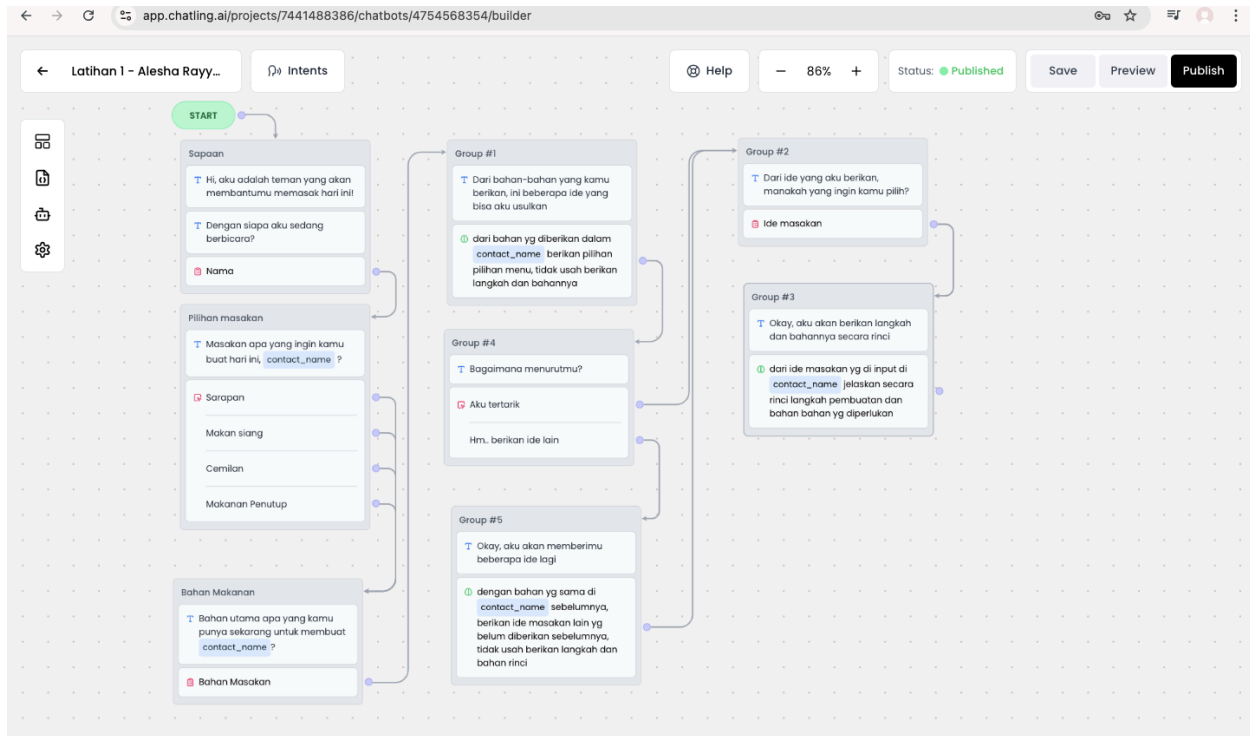 app.chatling.ai/projects/7441488386/chatbots/4754568354/builder
Latihan 1 - Alesha Rayy...
Intents
Help
86%
Status: Published
Save
Preview
Publish
START
Sapaan
Hi, aku adalah teman yang akan
membantumu memasak hari ini!
Dengan siapa aku sedang
berbicara?
Nama
Pilihan masakan
Masakan apa yang ingin kamu
buat hari ini, contact_name ?
Sarapan
Makan siang
Cemilan
Makanan Penutup
Bahan Makanan
Bahan utama apa yang kamu
punya sekarang untuk membuat
contact_name ?
Bahan Masakan
Group #1
Dari bahan-bahan yang kamu
berikan, ini beberapa ide yang
bisa aku usulkan
dari bahan yg diberikan dalam
contact_name berikan pilihan
pilihan menu, tidak usah berikan
langkah dan bahannya
Group #4
Bagaimana menurutmu?
Aku tertarik
Hm.. berikan ide lain
Group #5
Okay, aku akan memberimu
beberapa ide lagi
dengan bahan yg sama di
contact_name sebelumnya,
berikan ide masakan lain yg
belum diberikan sebelumnya,
tidak usah berikan langkah dan
bahan rinci
Group #2
Dari ide yang aku berikan,
manakah yang ingin kamu pilih?
Ide masakan
Group #3
Okay, aku akan berikan langkah
dan bahannya secara rinci
dari ide masakan yg di input di
contact_name jelaskan secara
rinci langkah pembuatan dan
bahan bahan yg diperlukan